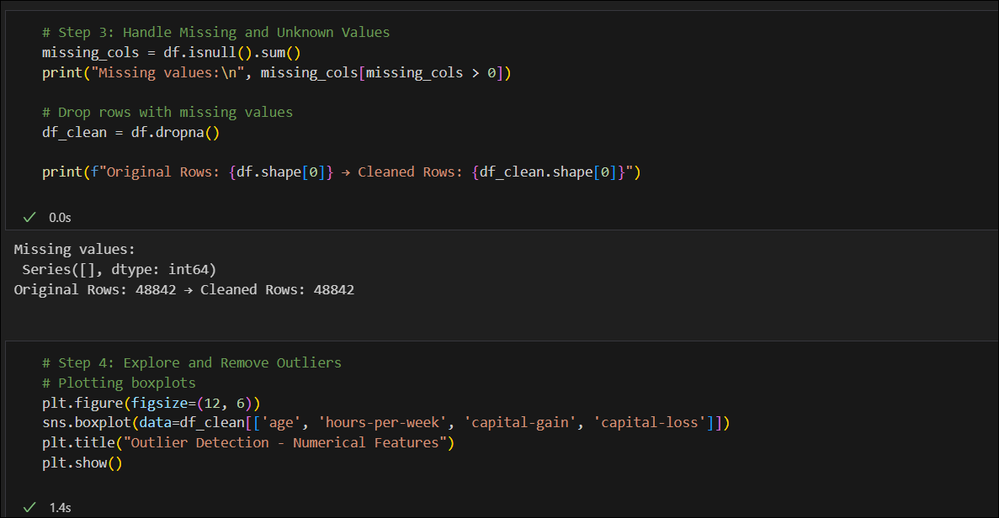 # Step 3: Handle Missing and Unknown Values
missing_cols = df.isnull().sum()
print("Missing values:\n", missing_cols[missing_cols > 0])
# Drop rows with missing values
df_clean = df.dropna()
print(f"Original Rows: {df.shape[0]} → Cleaned Rows: {df_clean.shape[0]}")
✓ 0.0s
Missing values:
Series([], dtype: int64)
Original Rows: 48842 → Cleaned Rows: 48842
# Step 4: Explore and Remove Outliers
# Plotting boxplots
plt.figure(figsize=(12, 6))
sns.boxplot(data=df_clean[['age', 'hours-per-week', 'capital-gain', 'capital-loss']])
plt.title("Outlier Detection - Numerical Features")
plt.show()
✓ 1.4s